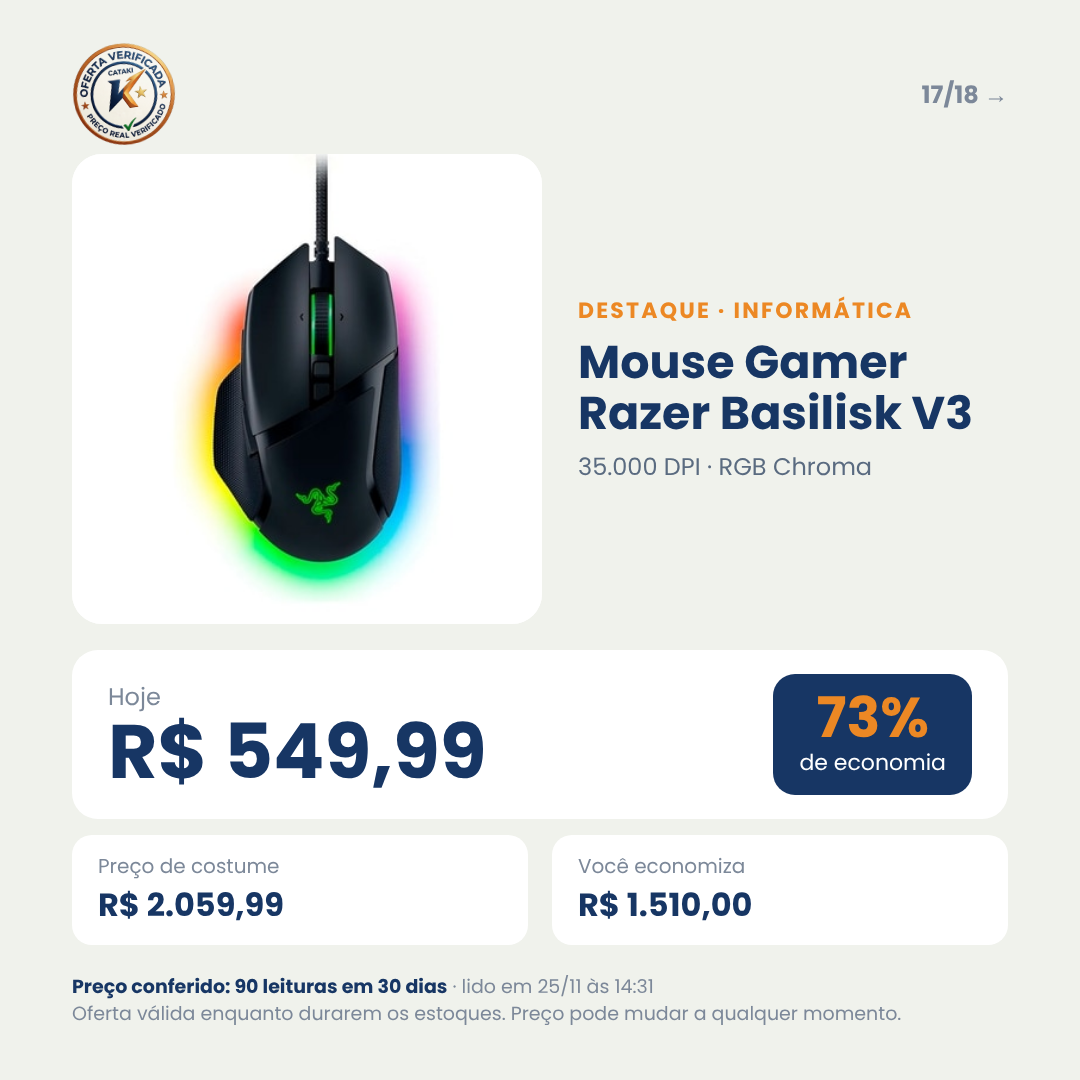 OFERTA VERIFICADA
CATAKI
K
PREÇO REAL VERIFICADO
17/18 →
DESTAQUE · INFORMÁTICA
Mouse Gamer
Razer Basilisk V3
35.000 DPI · RGB Chroma
Hoje
R$ 549,99
73%
de economia
Preço de costume
R$ 2.059,99
Você economiza
R$ 1.510,00
Preço conferido: 90 leituras em 30 dias · lido em 25/11 às 14:31
Oferta válida enquanto durarem os estoques. Preço pode mudar a qualquer momento.